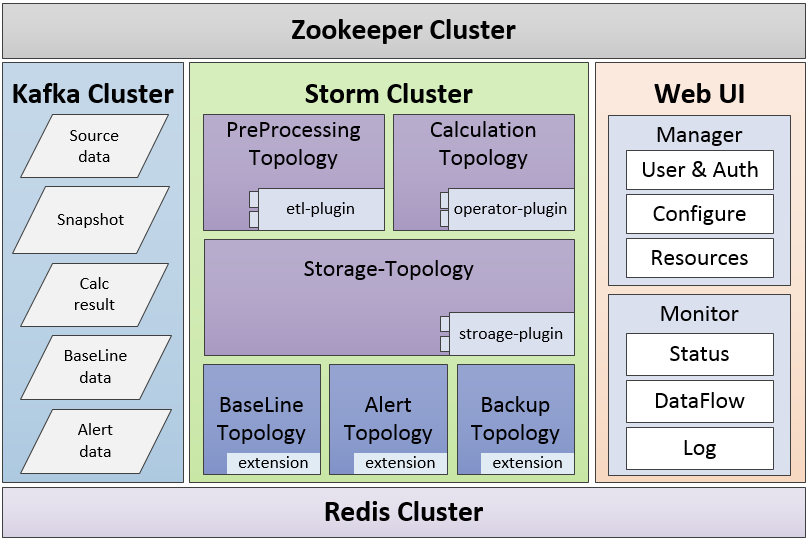 Zookeeper Cluster
Kafka Cluster
Source
data
Snapshot
Calc
result
BaseLine
data
Alert
data
Storm Cluster
PreProcessing
Topology
etl-plugin
Calculation
Topology
operator-plugin
Storage-Topology
stroage-plugin
BaseLine
Topology
extension
Alert
Topology
extension
Backup
Topology
extension
Web UI
Manager
User & Auth
Configure
Resources
Monitor
Status
DataFlow
Log
Redis Cluster